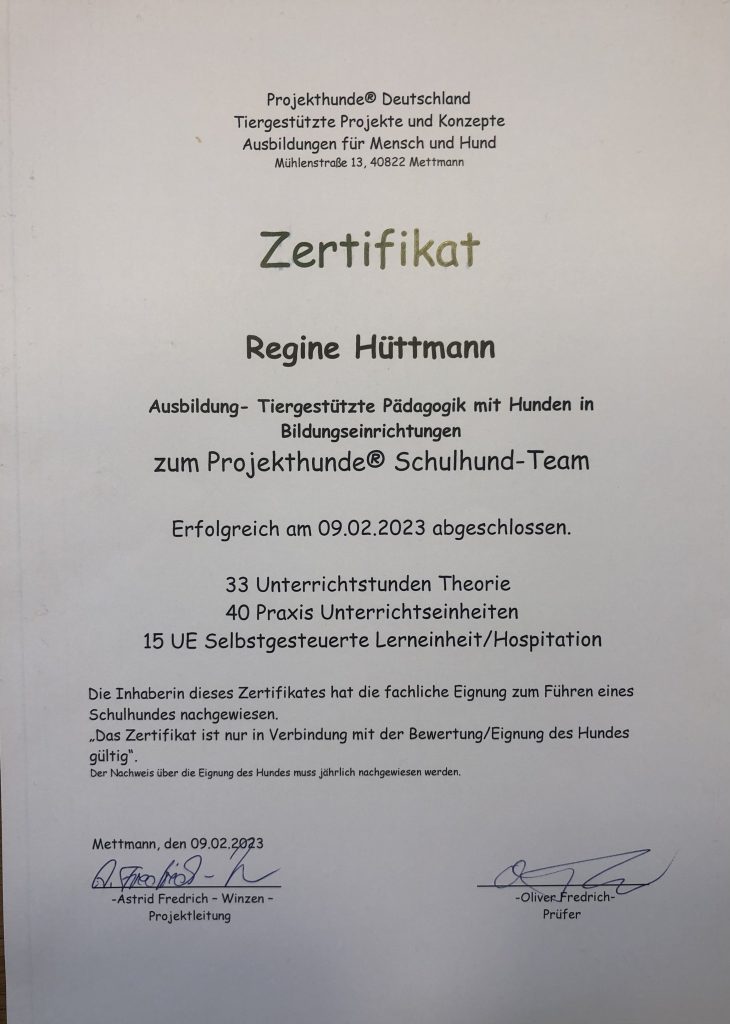 Projekthunde® Deutschland
Tiergestützte Projekte und Konzepte
Ausbildungen für Mensch und Hund
Mühlenstraße 13, 40822 Mettmann
Zertifikat
Regine Hüttmann
Ausbildung- Tiergestützte Pädagogik mit Hunden in
Bildungseinrichtungen
zum Projekthunde® Schulhund-Team
Erfolgreich am 09.02.2023 abgeschlossen.
33 Unterrichtstunden Theorie
40 Praxis Unterrichtseinheiten
15 UE Selbstgesteuerte Lerneinheit/Hospitation
Die Inhaberin dieses Zertifikates hat die fachliche Eignung zum Führen eines
Schulhundes nachgewiesen.
„Das Zertifikat ist nur in Verbindung mit der Bewertung/Eignung des Hundes
gültig“.
Der Nachweis über die Eignung des Hundes muss jährlich nachgewiesen werden.
Mettmann, den 09.02.2023
-Astrid Fredrich – Winzen –
Projektleitung
-Oliver Fredrich-
Prüfer